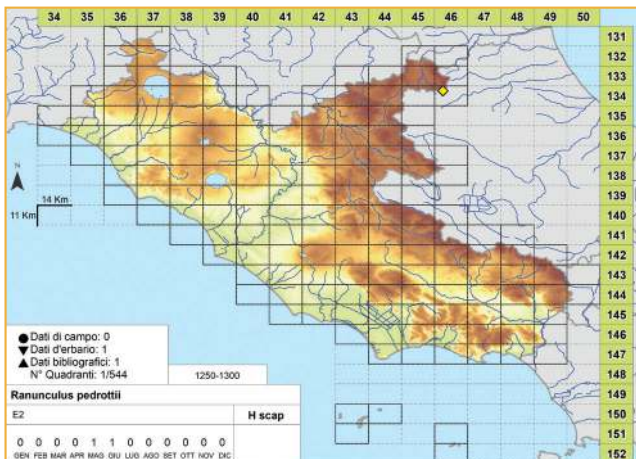 34 35 36 37 38 39 40 41 42 43 44 45 46 47 48 49 50
131
132
133
134
135
136
137
138
139
140
141
142
143
144
145
146
147
148
149
150
151
152
N
14 Km
11 Km
Dati di campo: 0
Dati d'erbario: 1
Dati bibliografici: 1
N° Quadranti: 1/544
1250-1300
Ranunculus pedrottii
E2 H scap
0 0 0 0 1 1 0 0 0 0 0 0
GEN FEB MAR APR MAG GIU LUG AGO SET OTT NOV DIC